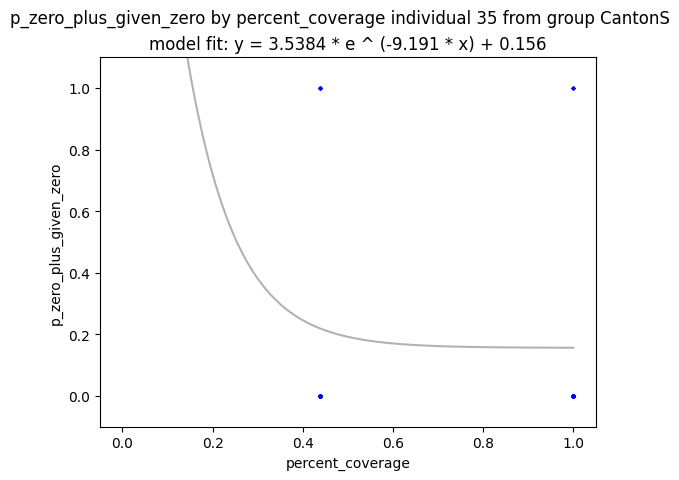 p_zero_plus_given_zero by percent_coverage individual 35 from group CantonS
model fit: y = 3.5384 * e ^ (-9.191 * x) + 0.156
p_zero_plus_given_zero
1.0
0.8
0.6
0.4
0.2
0.0
0.0 0.2 0.4 0.6 0.8 1.0
percent_coverage